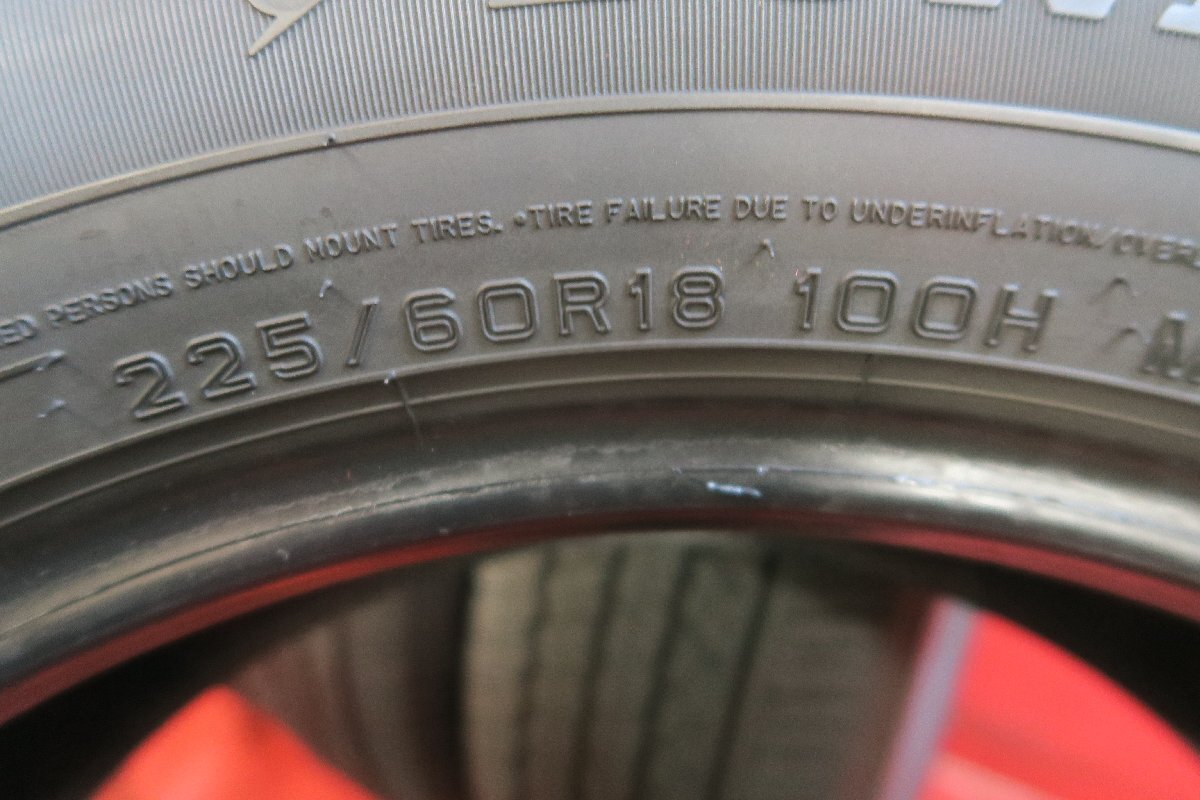 PERSONS SHOULD MOUNT TIRES. •TIRE FAILURE DUE TO UNDERINFLATION/
225/60R18 100H